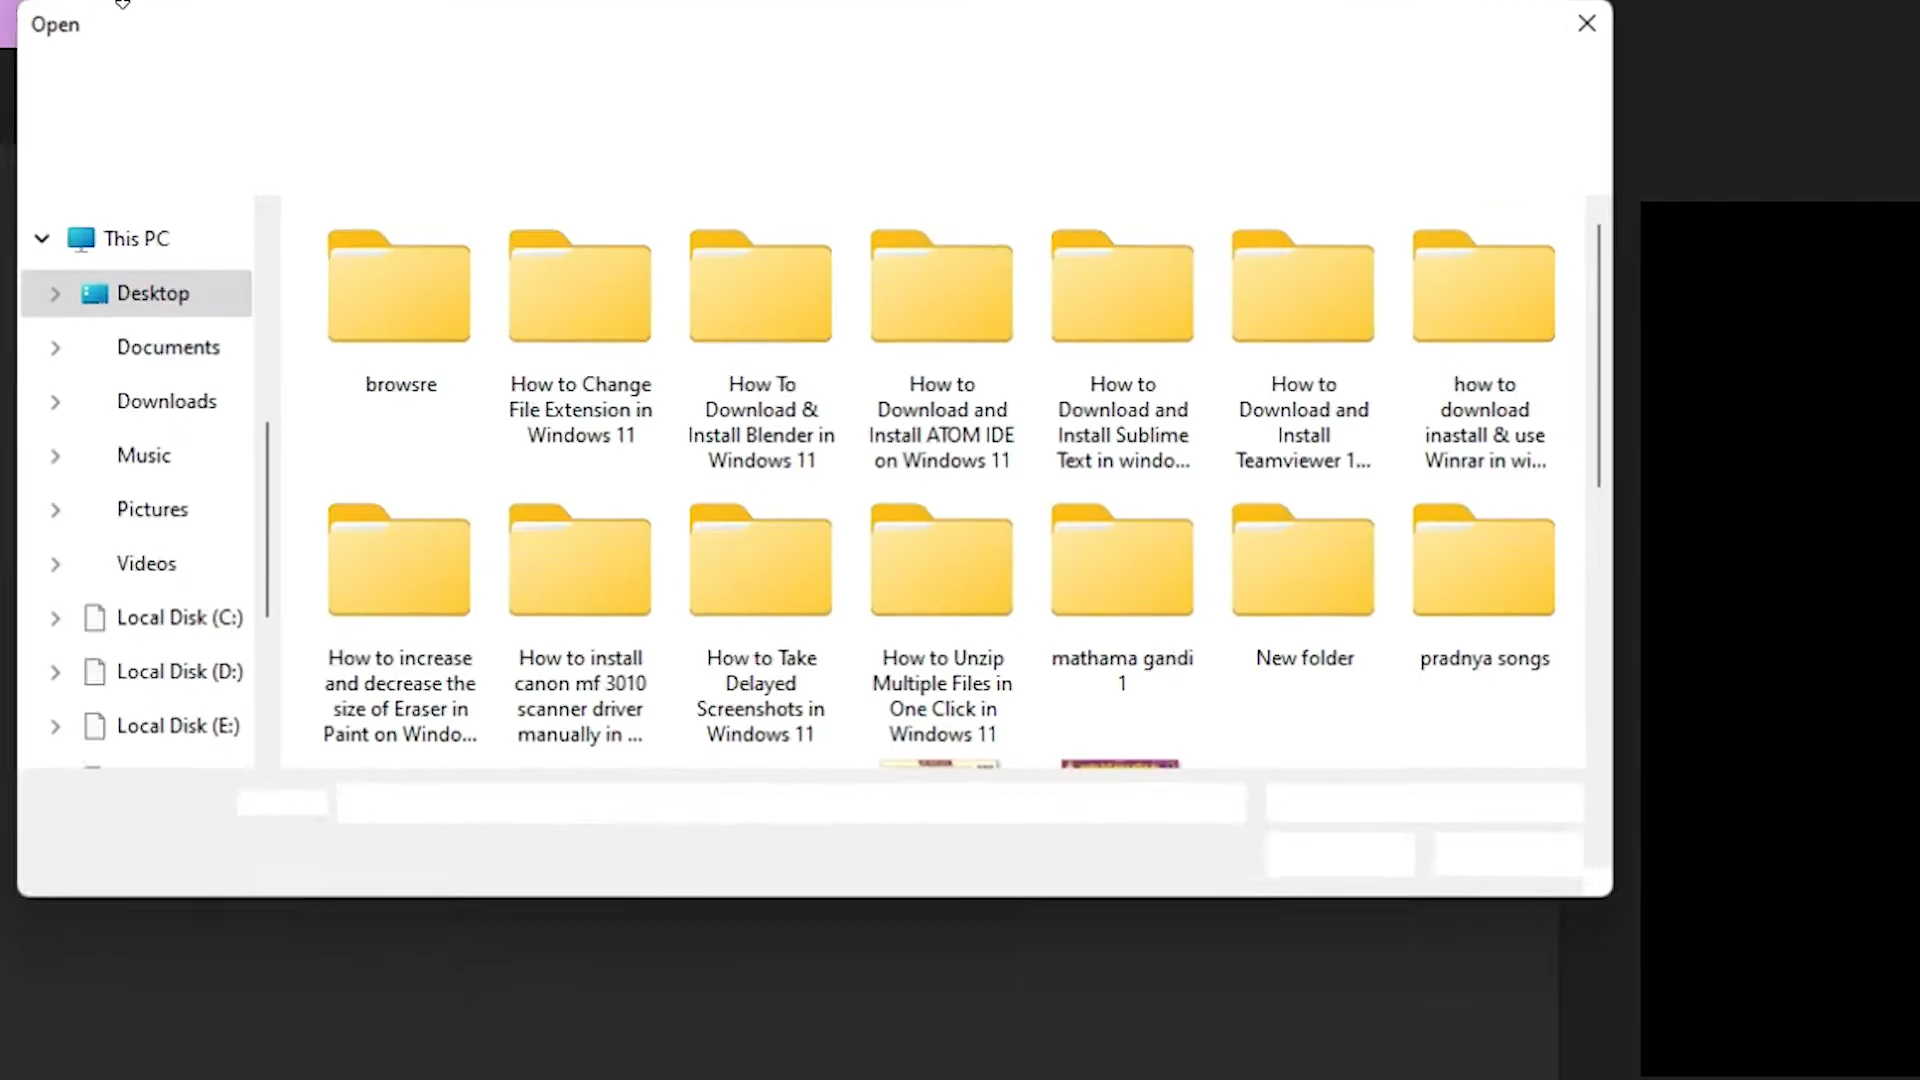 Open
This PC
Desktop
Documents
Downloads
Music
Pictures
Videos
Local Disk (C:)
Local Disk (D:)
Local Disk (E:)
browsre
How to Change
File Extension in
Windows 11
How To
Download &
Install Blender in
Windows 11
How to
Download and
Install ATOM IDE
on Windows 11
How to
Download and
Install Sublime
Text in windo...
How to
Download and
Install
Teamviewer 1...
how to
download
inastall & use
Winrar in wi...
How to increase
and decrease the
size of Eraser in
Paint on Windo...
How to install
canon mf 3010
scanner driver
manually in ...
How to Take
Delayed
Screenshots in
Windows 11
How to Unzip
Multiple Files in
One Click in
Windows 11
mathama gandi
1
New folder
pradnya songs